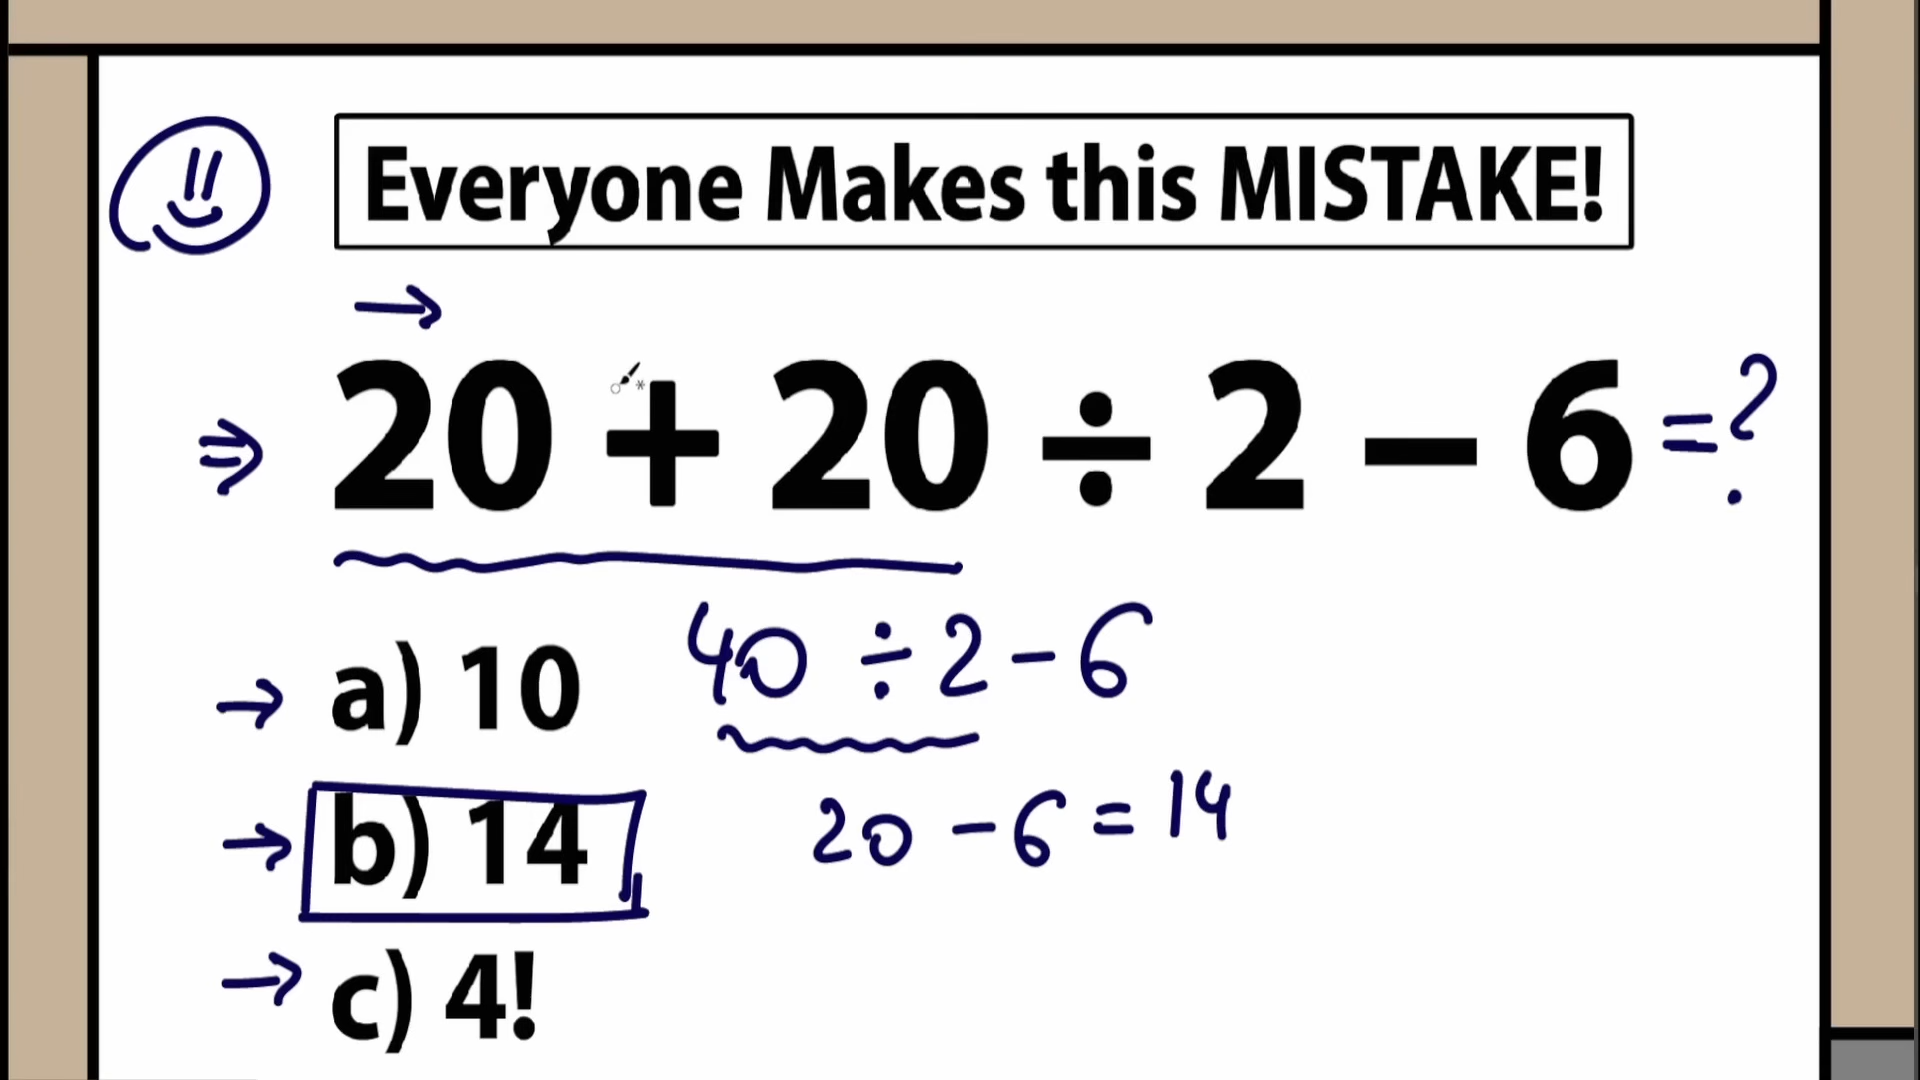 Everyone Makes this MISTAKE!
→
⇒ 20 + 20 ÷ 2 – 6 = ?
→ a) 10
40 ÷ 2 - 6
→ b) 14
20 - 6 = 14
→ c) 4!